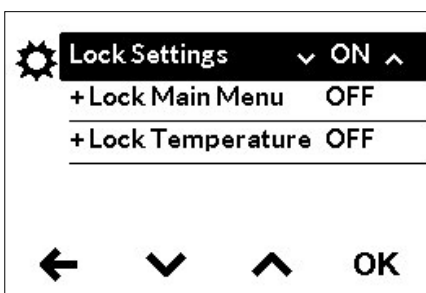 Lock Settings ON
+Lock Main Menu OFF
+Lock Temperature OFF
OK